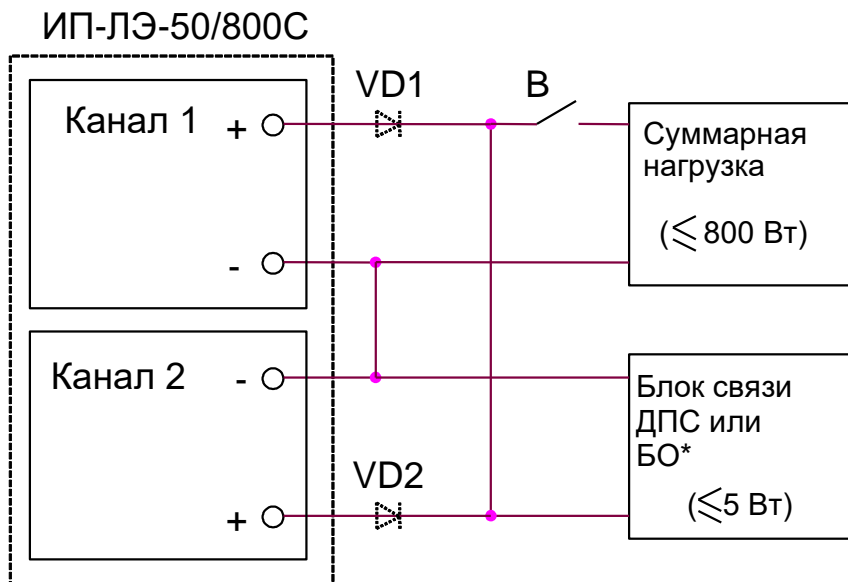 ИП-ЛЭ-50/800С
VD1
В
Канал 1
+
-
Суммарная
нагрузка
(⩽ 800 Вт)
Канал 2
-
+
VD2
Блок связи
ДПС или
БО*
(⩽5 Вт)